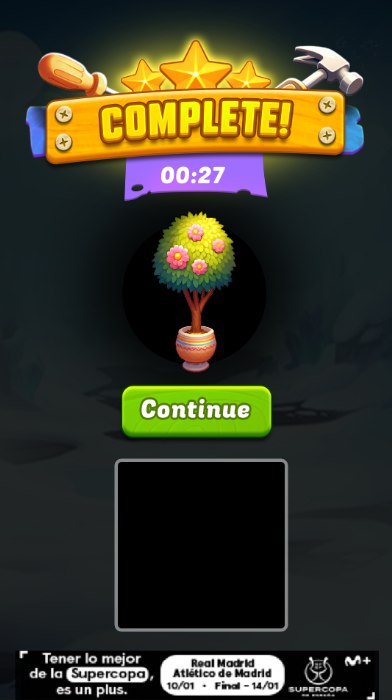 COMPLETE!
00:27
Continue
Tener lo mejor
de la Supercopa,
es un plus.
Real Madrid
Atlético de Madrid
10/01 • Final - 14/01
SUPERCOPA
DE ESPAÑA
M+